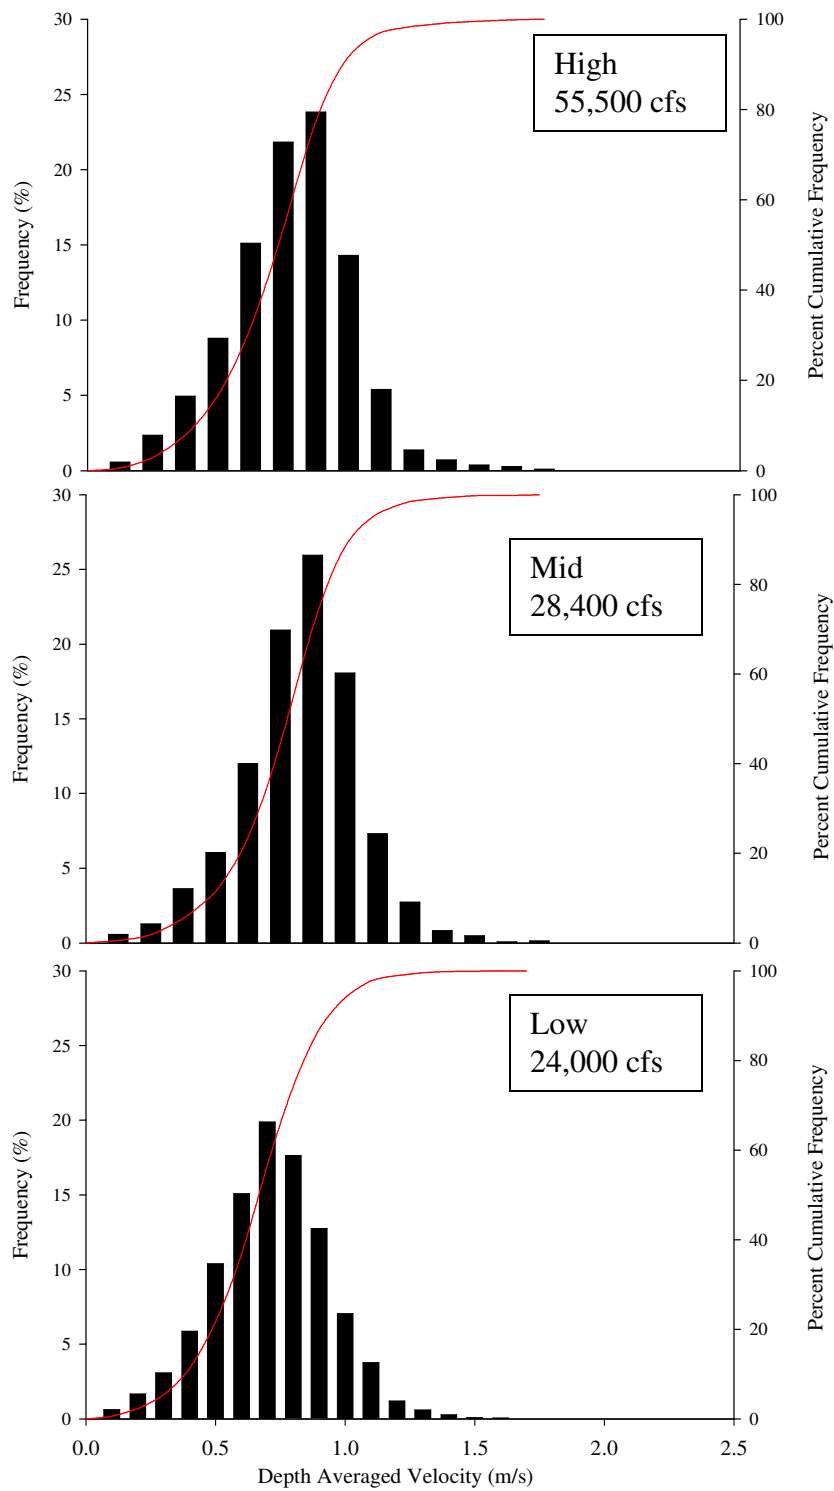 30
25
20
15
10
5
0
Frequency (%)
High
55,500 cfs
100
80
60
40
20
0
Percent Cumulative Frequency
30
25
20
15
10
5
0
Frequency (%)
Mid
28,400 cfs
100
80
60
40
20
0
Percent Cumulative Frequency
30
25
20
15
10
5
0
Frequency (%)
Low
24,000 cfs
100
80
60
40
20
0
Percent Cumulative Frequency
0.0 0.5 1.0 1.5 2.0 2.5
Depth Averaged Velocity (m/s)